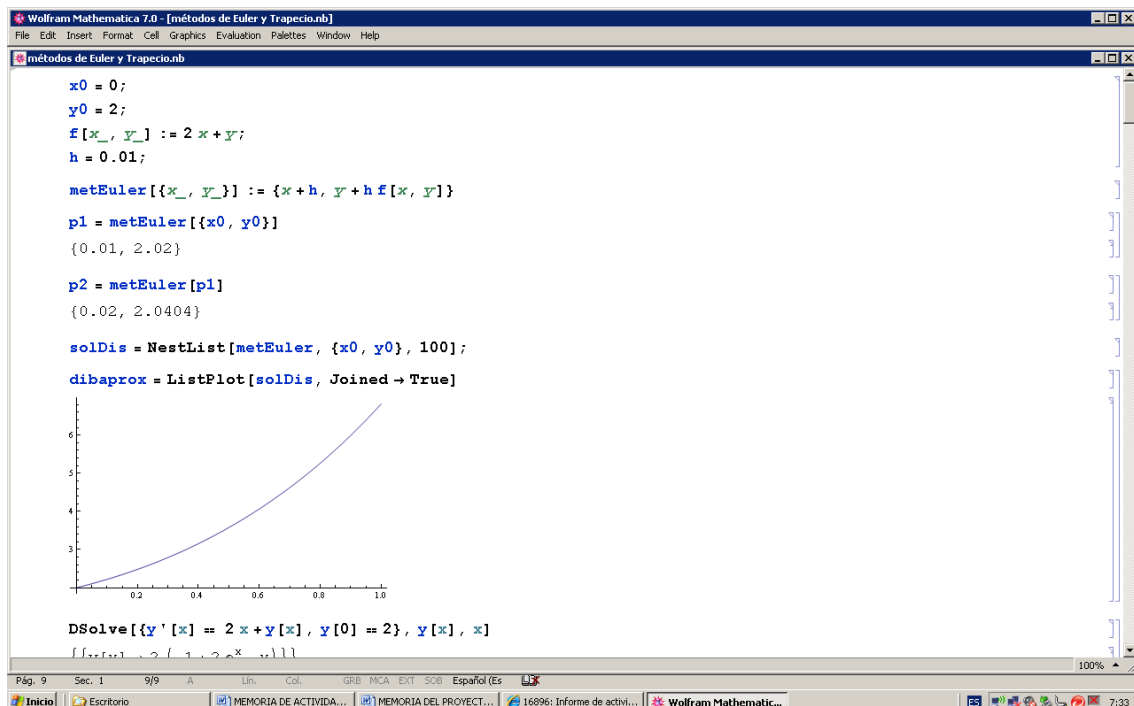 Wolfram Mathematica 7.0 - [métodos de Euler y Trapecio.nb]
File Edit Insert Format Cell Graphics Evaluation Palettes Window Help
métodos de Euler y Trapecio.nb
x0 = 0;
y0 = 2;
f[x_, y_] := 2 x + y;
h = 0.01;
metEuler[{x_, y_}] := {x + h, y + h f[x, y]}
p1 = metEuler[{x0, y0}]
{0.01, 2.02}
p2 = metEuler[p1]
{0.02, 2.0404}
solDis = NestList[metEuler, {x0, y0}, 100];
dibaprox = ListPlot[solDis, Joined → True]
6
5
4
3
0.2 0.4 0.6 0.8 1.0
DSolve[{y'[x] == 2 x + y[x], y[0] == 2}, y[x], x]
100%
Pág. 9 Sec. 1 9/9 A Lín. Col. GRB MCA EXT SOB Español (Es
Inicio Escritorio MEMORIA DE ACTIVIDA... MEMORIA DEL PROYECT... 16896: Informe de activi... Wolfram Mathematic... ES 7:33